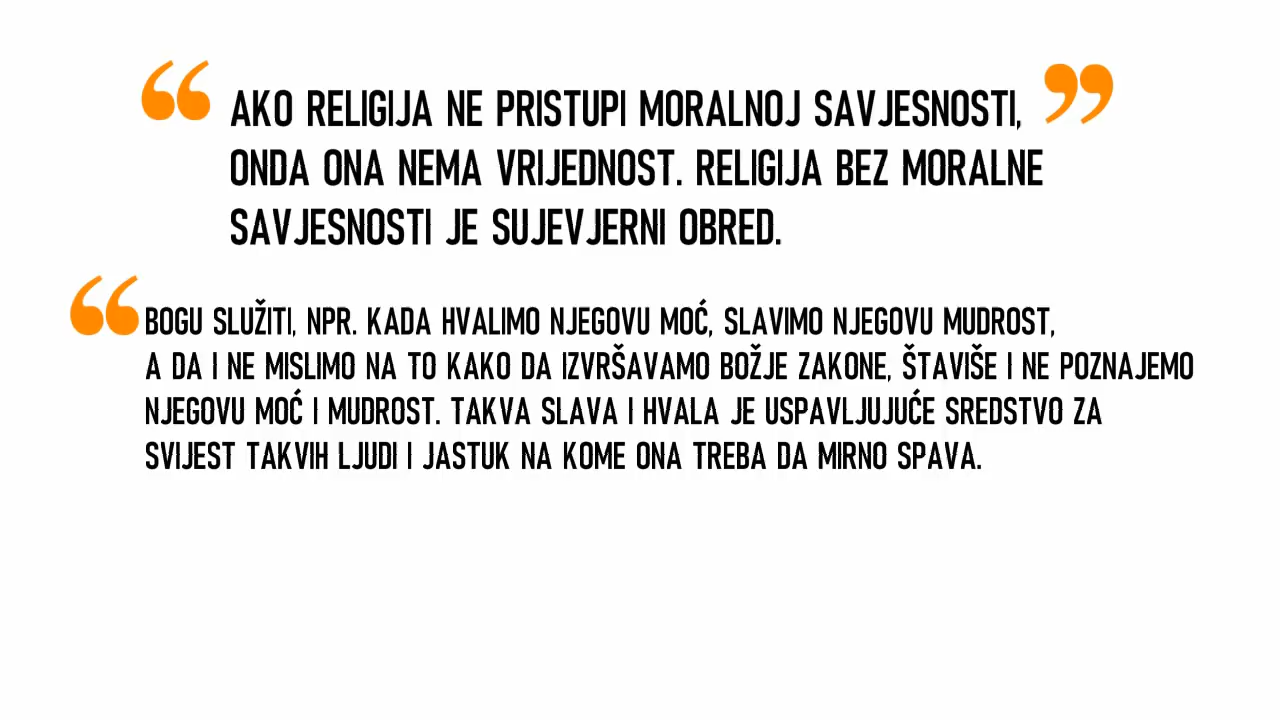 “AKO RELIGIJA NE PRISTUPI MORALNOJ SAVJESNOSTI,”
ONDA ONA NEMA VRIJEDNOST. RELIGIJA BEZ MORALNE
SAVJESNOSTI JE SUJEVJERNI OBRED.
“BOGU SLUŽITI, NPR. KADA HVALIMO NJEGOVU MOĆ, SLAVIMO NJEGOVU MUDROST,
A DA I NE MISLIMO NA TO KAKO DA IZVRŠAVAMO BOŽJE ZAKONE, ŠTAVIŠE I NE POZNAJEMO
NJEGOVU MOĆ I MUDROST. TAKVA SLAVA I HVALA JE USPAVLJUJUĆE SREDSTVO ZA
SVIJEST TAKVIH LJUDI I JASTUK NA KOME ONA TREBA DA MIRNO SPAVA.